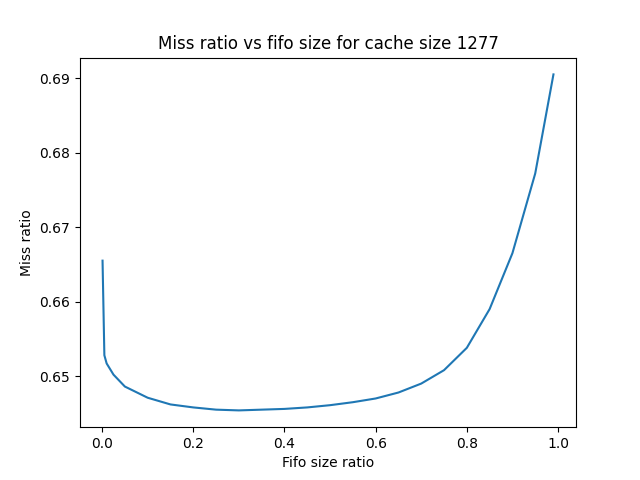 Miss ratio vs fifo size for cache size 1277
Miss ratio
0.69
0.68
0.67
0.66
0.65
0.0 0.2 0.4 0.6 0.8 1.0
Fifo size ratio